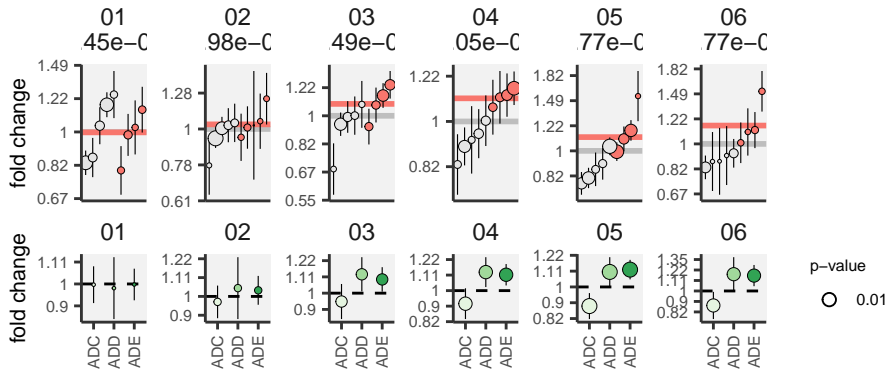 01 02 03 04 05 06
.45e−0 .98e−0 .49e−0 .05e−0 .77e−0 .77e−0
fold change
1.49 1.22 1 0.82 0.67
1.28 1 0.78 0.61
1.22 1 0.82 0.67 0.55
1.22 1 0.82
1.82 1.49 1.22 1 0.82
1.82 1.49 1.22 1 0.82
01 02 03 04 05 06
fold change
1.11 1 0.9
1.22 1.11 1 0.9
1.22 1.11 1 0.9
1.22 1.11 1 0.9 0.82
1.22 1.11 1 0.9 0.82
1.35 1.22 1.11 1 0.9 0.82
ADC ADD ADE ADC ADD ADE ADC ADD ADE ADC ADD ADE ADC ADD ADE ADC ADD ADE
p−value
0.01